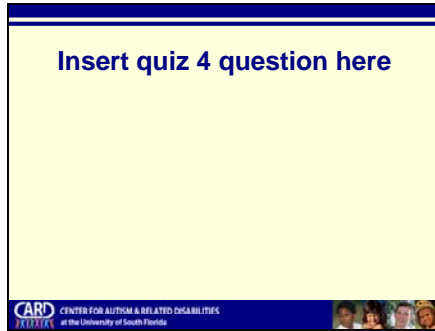 Insert quiz 4 question here
CARD CENTER FOR AUTISM & RELATED DISABILITIES
at the University of South Florida